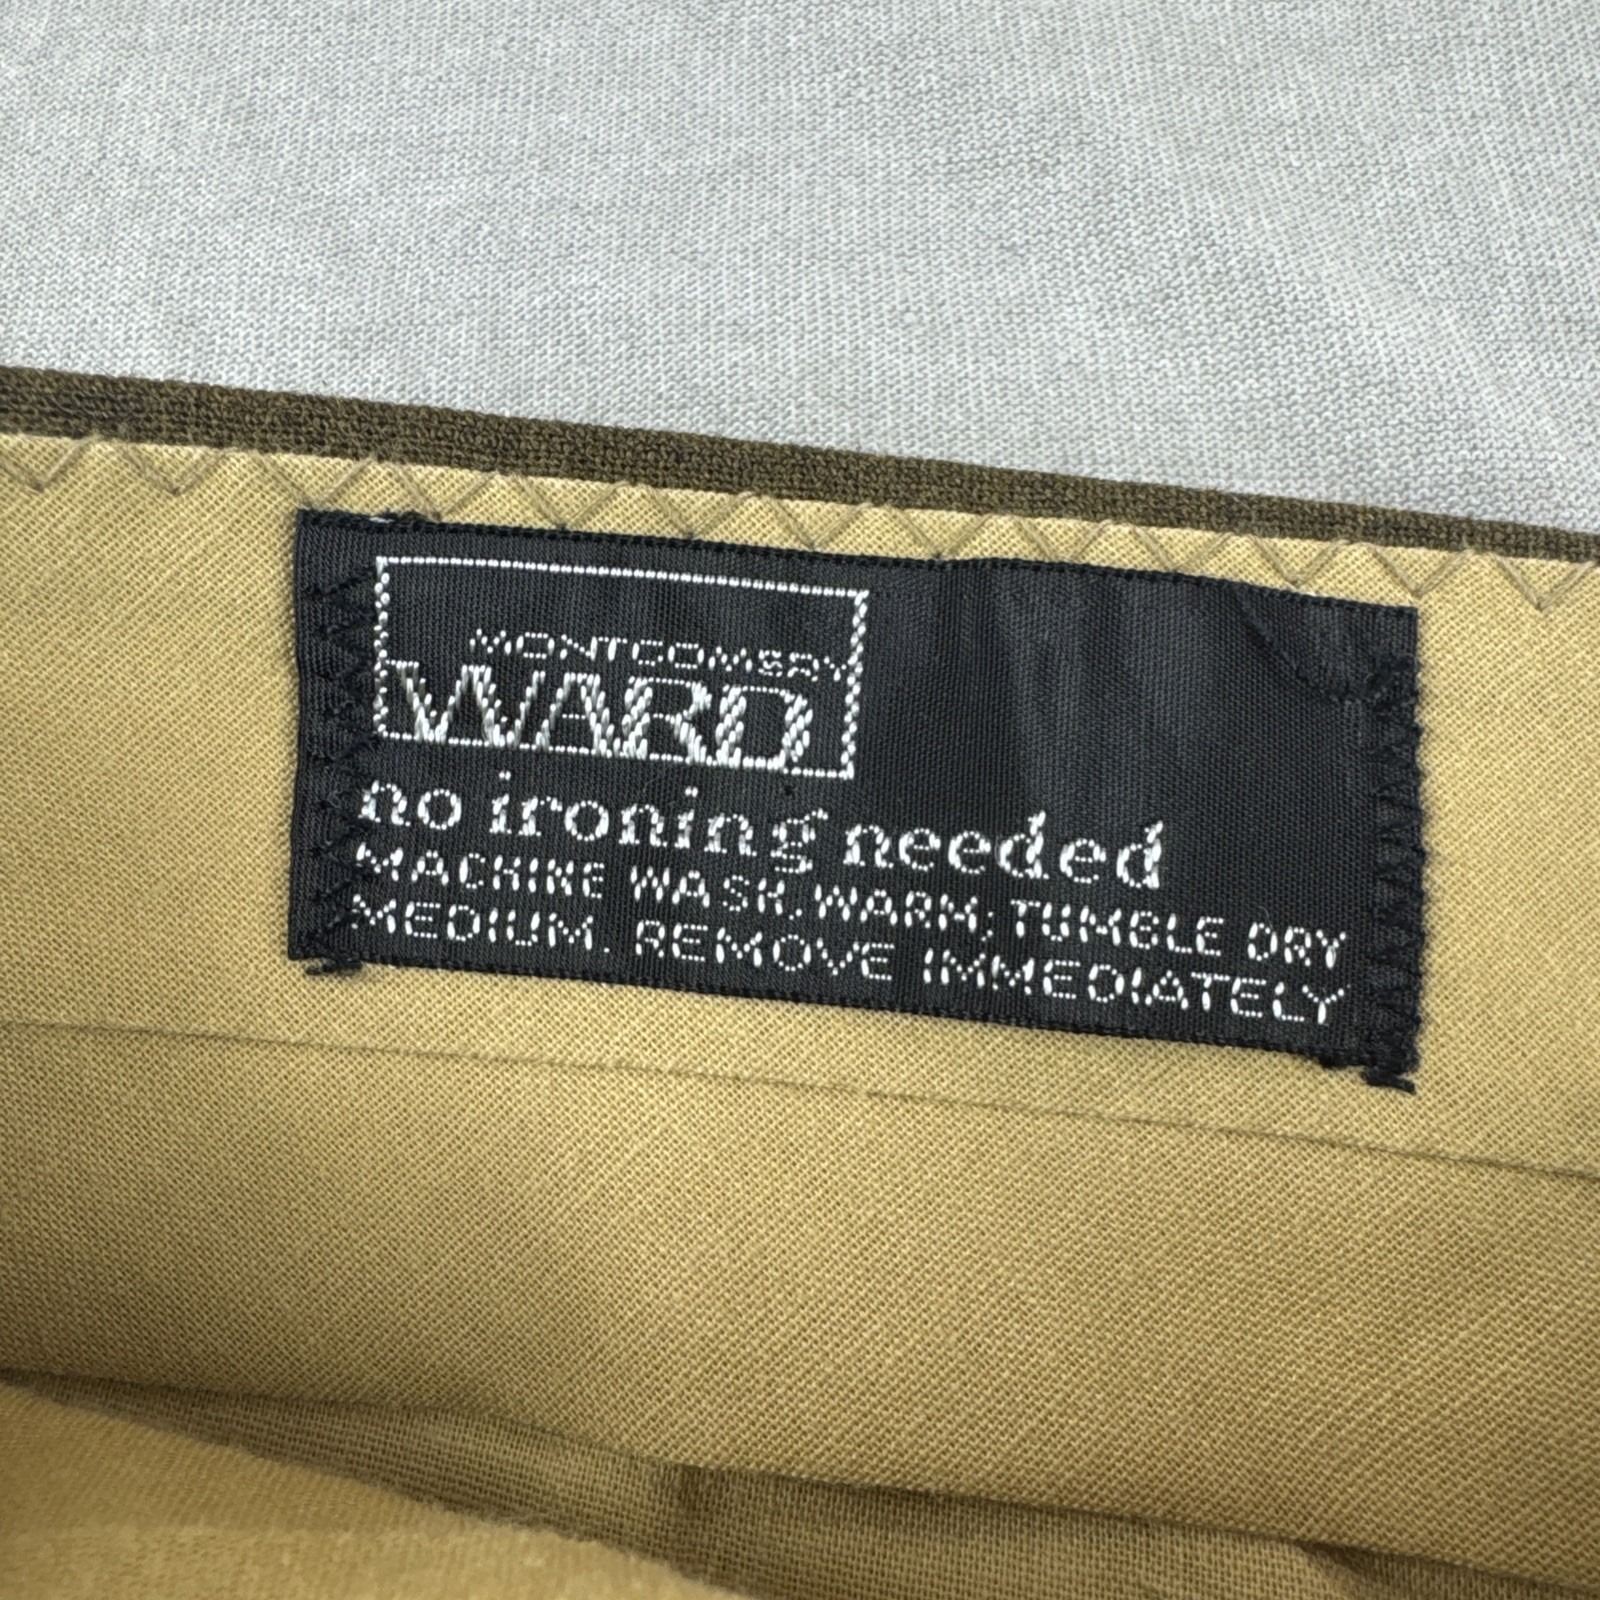 MONTGOMERY
WARD
no ironing needed
MACHINE WASH, WARM; TUMBLE DRY
MEDIUM. REMOVE IMMEDIATELY